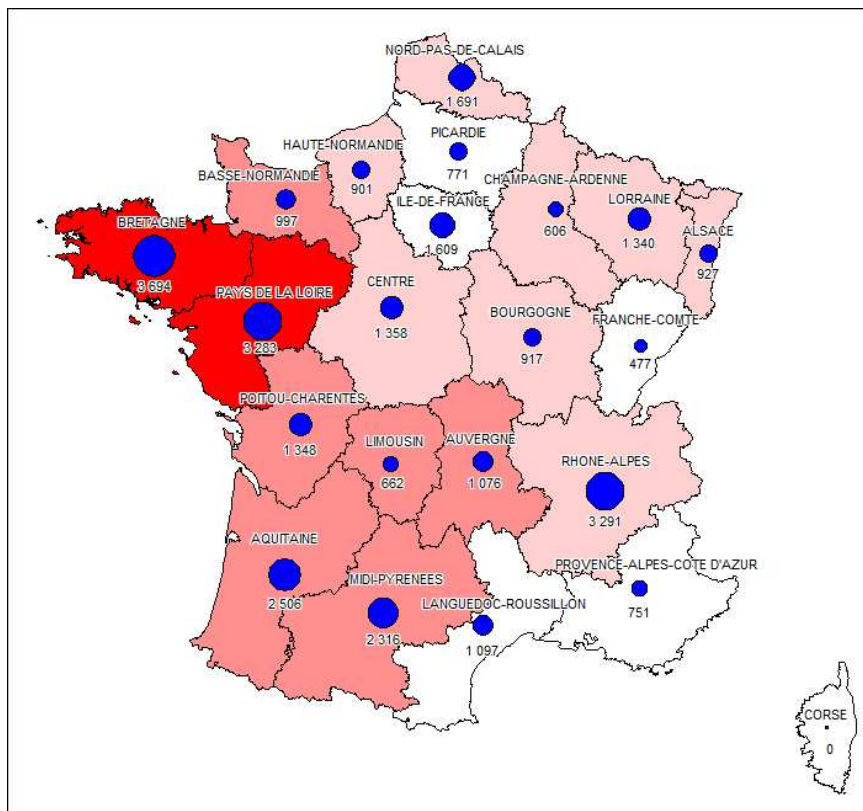 NORD-PAS-DE-CALAIS
1 691
PICARDIE
771
HAUTE-NORMANDIE
901
BASSE-NORMANDIE
997
CHAMPAGNE-ARDENNE
606
LORRAINE
1 340
ILE-DE-FRANCE
1 609
ALSACE
927
BRETAGNE
3 694
PAYS DE LA LOIRE
3 283
CENTRE
1 358
BOURGOGNE
917
FRANCHE-COMTE
477
POITOU-CHARENTES
1 348
LIMOUSIN
662
AUVERGNE
1 076
RHONE-ALPES
3 291
AQUITAINE
2 506
MIDI-PYRENEES
2 316
LANGUEDOC-ROUSSILLON
1 097
PROVENCE-ALPES-COTE D'AZUR
751
CORSE
0